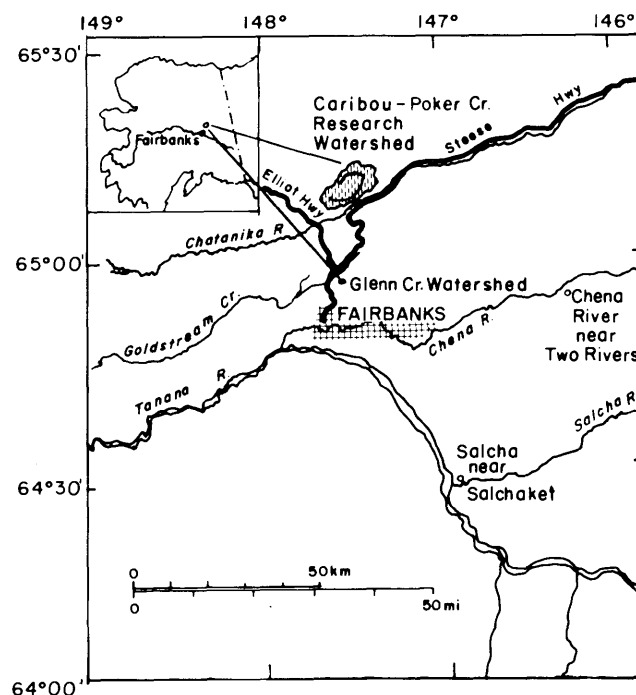 149°
148°
147°
146°
65°30'
Fairbanks
Caribou-Poker Cr.
Research
Watershed
Steese
Hwy
Elliot Hwy
Chatanika R
65°00'
Glenn Cr. Watershed
Goldstream Cr.
FAIRBANKS
Chena R.
Chena
River
near
Two Rivers
Tanana R.
Salcha R
Salcha
near
Salchaket
64°30'
0 50km
0 50 mi
64°00'